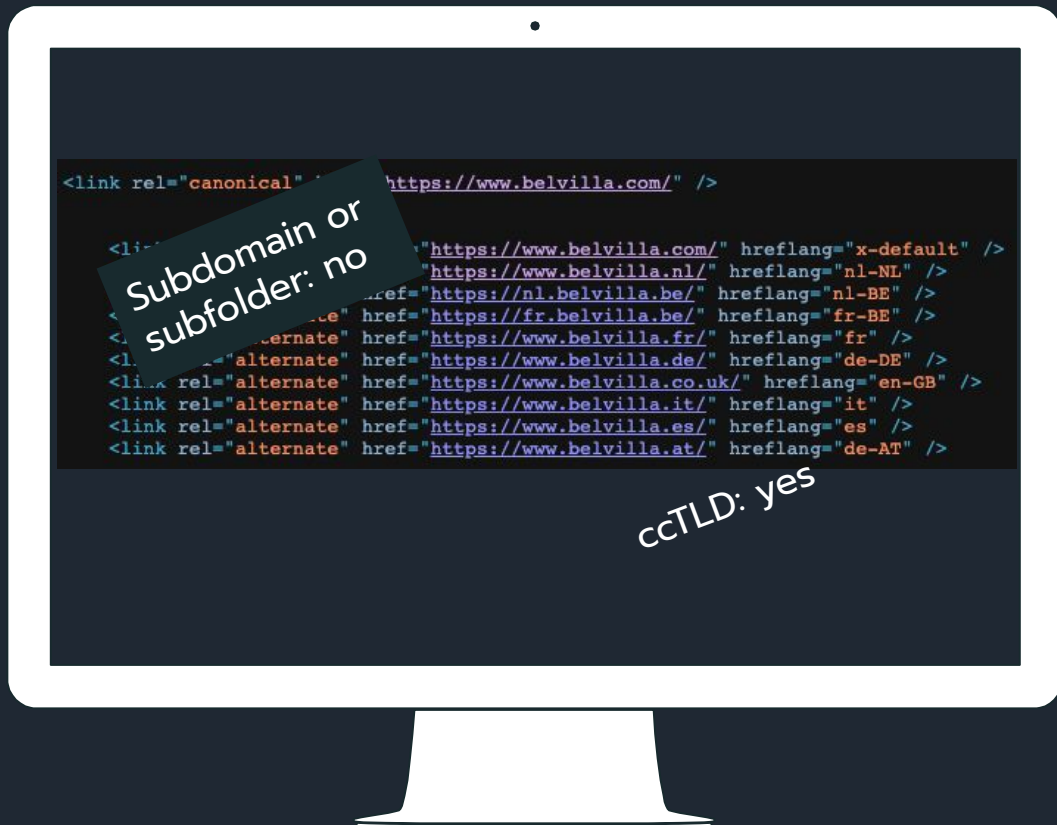 <link rel="canonical" https://www.belvilla.com/" />
Subdomain or
subfolder: no
<li "https://www.belvilla.com/" hreflang="x-default" />
"https://www.belvilla.nl/" hreflang="nl-NL" />
ref="https://nl.belvilla.be/" hreflang="nl-BE" />
< te" href="https://fr.belvilla.be/" hreflang="fr-BE" />
<l ernate" href="https://www.belvilla.fr/" hreflang="fr" />
<l "alternate" href="https://www.belvilla.de/" hreflang="de-DE" />
<li rel="alternate" href="https://www.belvilla.co.uk/" hreflang="en-GB" />
<link rel="alternate" href="https://www.belvilla.it/" hreflang="it" />
<link rel="alternate" href="https://www.belvilla.es/" hreflang="es" />
<link rel="alternate" href="https://www.belvilla.at/" hreflang="de-AT" />
ccTLD: yes